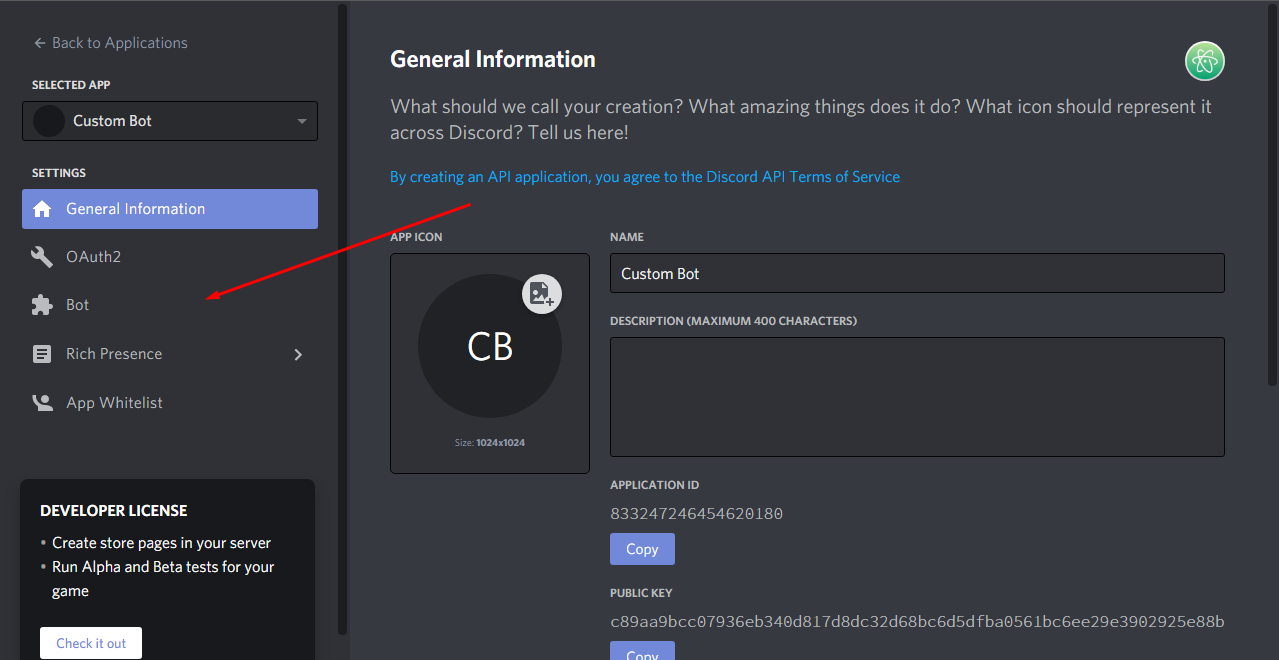 Back to Applications
SELECTED APP
Custom Bot
SETTINGS
General Information
OAuth2
Bot
Rich Presence
App Whitelist
DEVELOPER LICENSE
• Create store pages in your server
• Run Alpha and Beta tests for your
game
Check it out
General Information
What should we call your creation? What amazing things does it do? What icon should represent it
across Discord? Tell us here!
By creating an API application, you agree to the Discord API Terms of Service
APP ICON
CB
Size: 1024x1024
NAME
Custom Bot
DESCRIPTION (MAXIMUM 400 CHARACTERS)
APPLICATION ID
833247246454620180
Copy
PUBLIC KEY
c89aa9bcc07936eb340d817d8dc32d68bc6d5dfba0561bc6ee29e3902925e88b
Copy